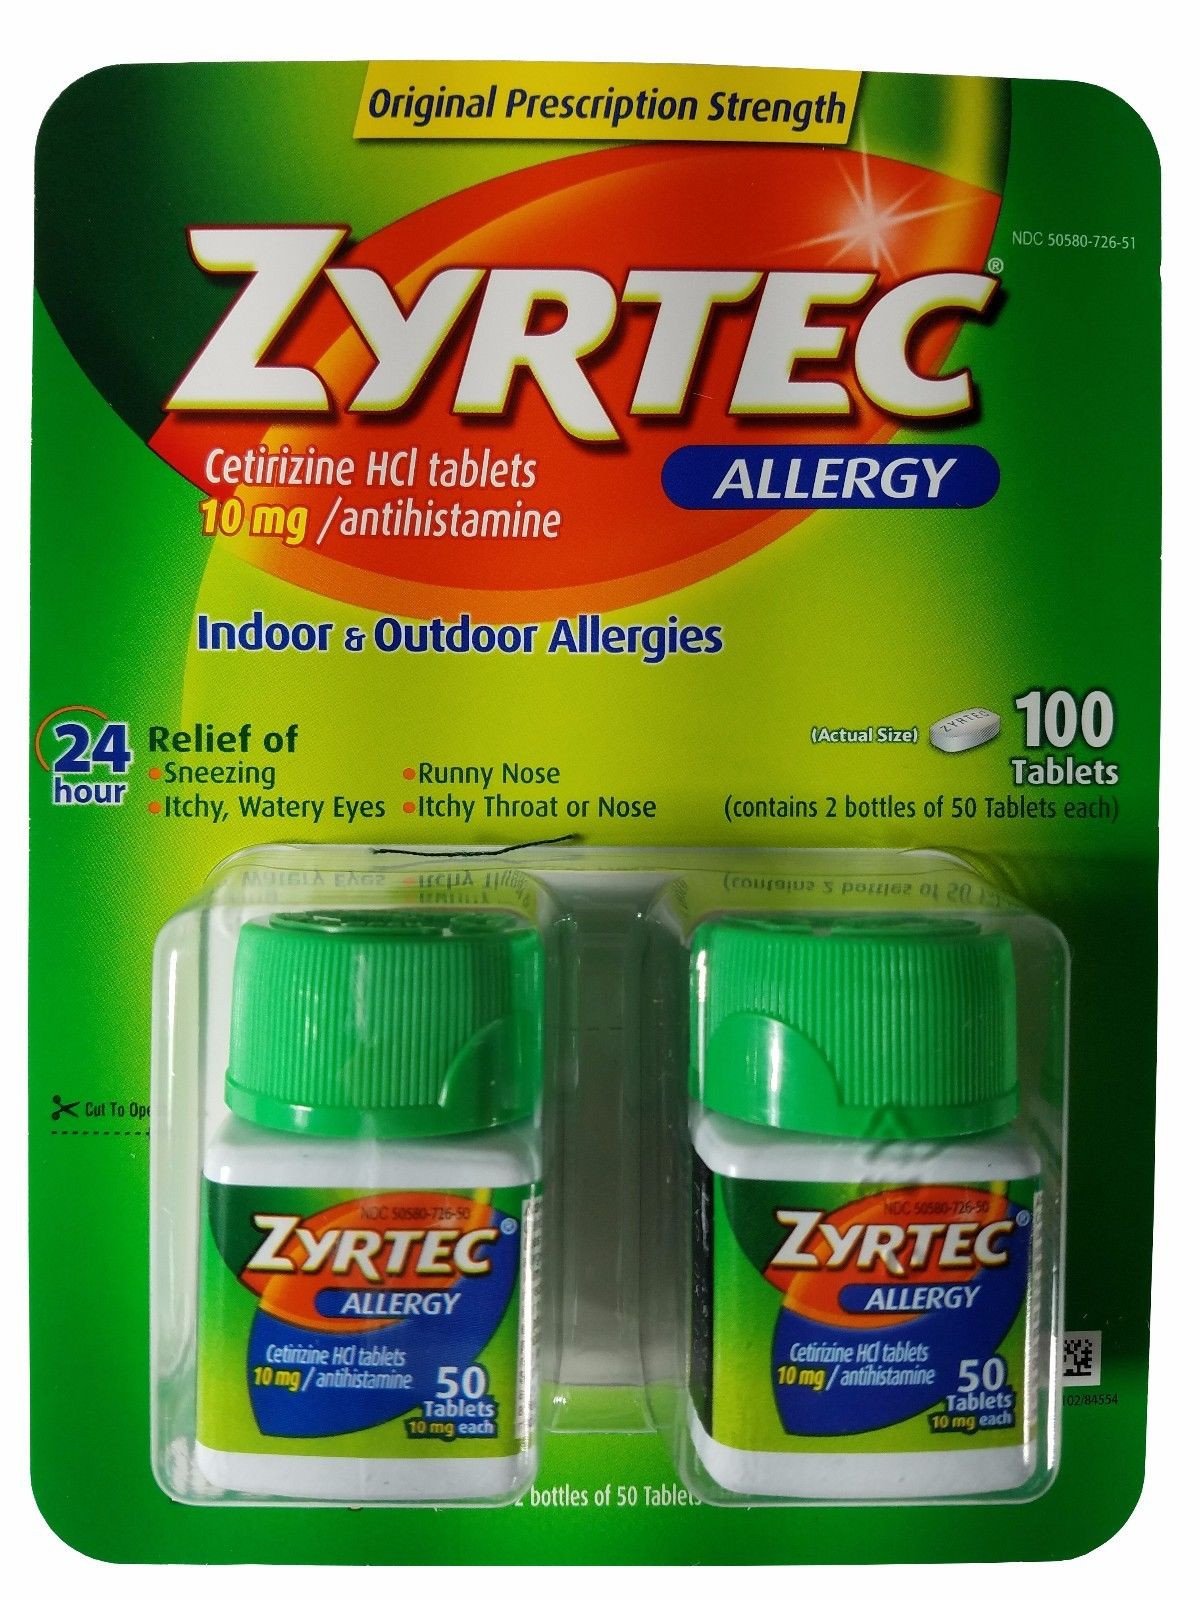 Original Prescription Strength
NDC 50580-726-51
ZYRTEC®
Cetirizine HCl tablets
ALLERGY
10 mg /antihistamine
Indoor & Outdoor Allergies
24 hour
Relief of
•Sneezing •Runny Nose
•Itchy, Watery Eyes •Itchy Throat or Nose
(Actual Size) ZYRTEC 100
Tablets
(contains 2 bottles of 50 Tablets each)
Cut To Ope
NDC 50580-726-50
ZYRTEC®
ALLERGY
Cetirizine HCl tablets
10 mg / antihistamine
50
Tablets
10 mg each
NDC 50580-726-50
ZYRTEC®
ALLERGY
Cetirizine HCl tablets
10 mg / antihistamine
50
Tablets
10 mg each
102/84554
2 bottles of 50 Tablets